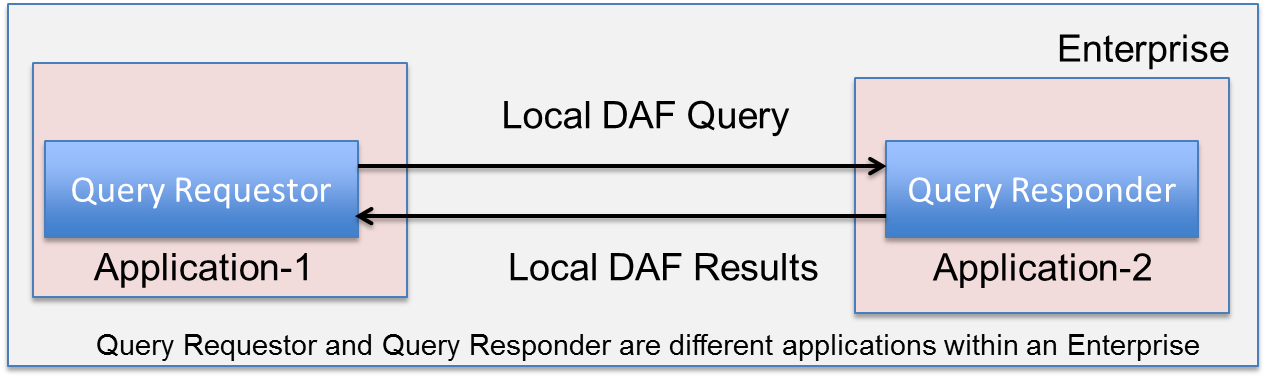 Enterprise
Local DAF Query
Query Requestor
Query Responder
Application-1
Local DAF Results
Application-2
Query Requestor and Query Responder are different applications within an Enterprise